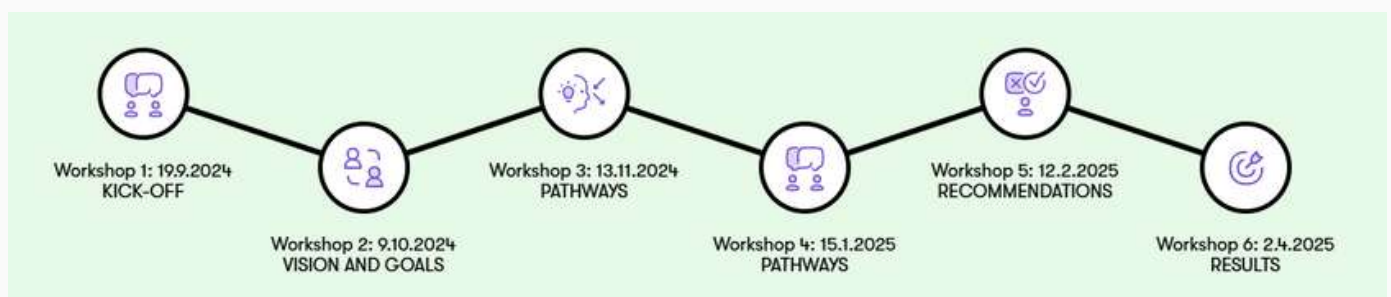 Workshop 1: 19.9.2024
KICK-OFF
Workshop 2: 9.10.2024
VISION AND GOALS
Workshop 3: 13.11.2024
PATHWAYS
Workshop 4: 15.1.2025
PATHWAYS
Workshop 5: 12.2.2025
RECOMMENDATIONS
Workshop 6: 2.4.2025
RESULTS